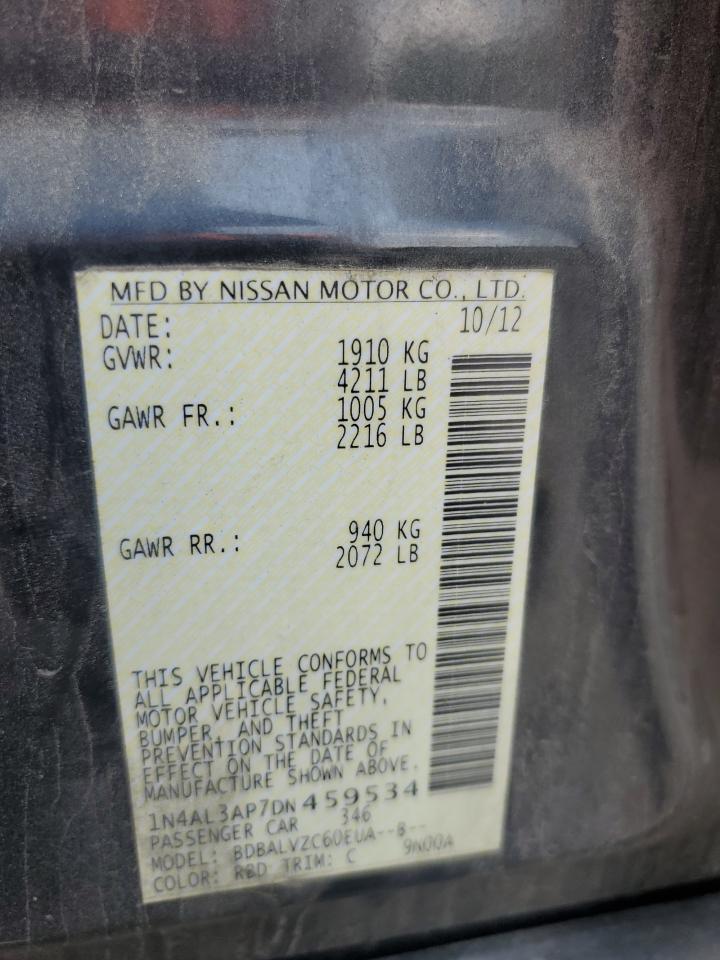 MFD BY NISSAN MOTOR CO., LTD.
DATE: 10/12
GVWR: 1910 KG
4211 LB
GAWR FR.: 1005 KG
2216 LB
GAWR RR.: 940 KG
2072 LB
THIS VEHICLE CONFORMS TO
ALL APPLICABLE FEDERAL
MOTOR VEHICLE SAFETY,
BUMPER, AND THEFT
PREVENTION STANDARDS IN
EFFECT ON THE DATE OF
MANUFACTURE SHOWN ABOVE.
1N4AL3AP7DN459534
PASSENGER CAR 346
MODEL: BDBALVZC60EUA--B--
COLOR: RBD TRIM: C 9N00A